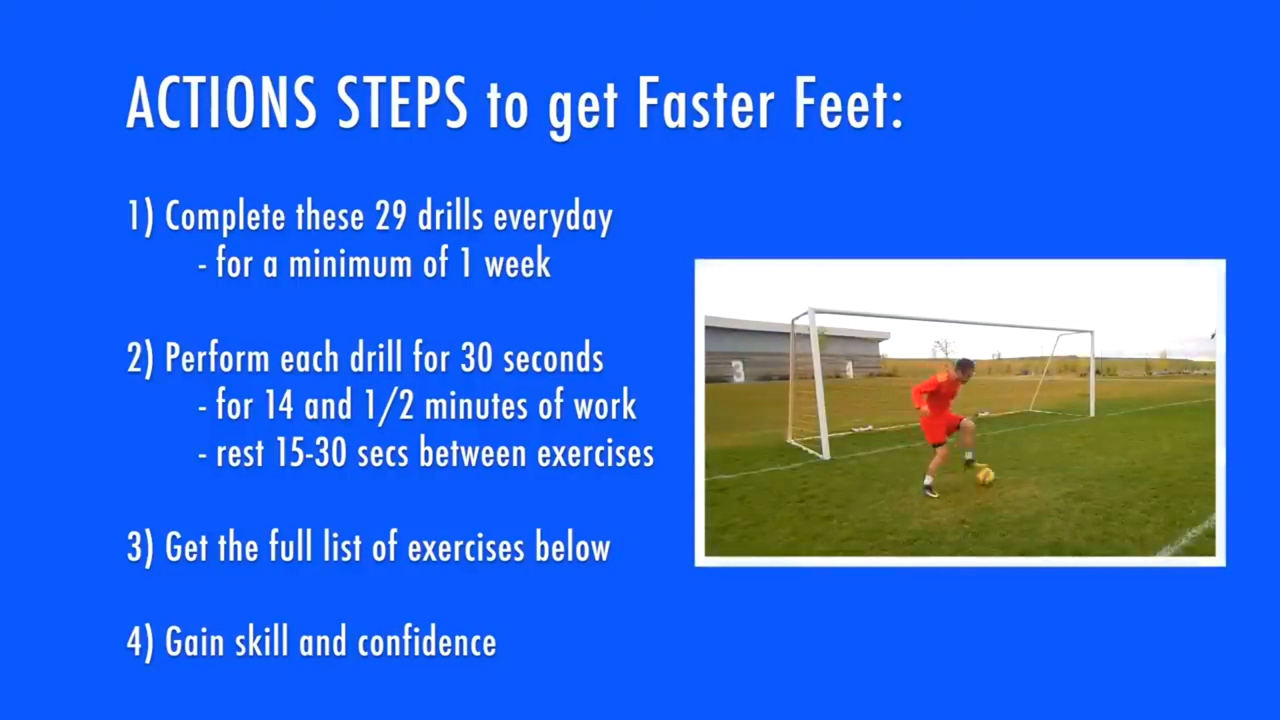 ACTIONS STEPS to get Faster Feet:
1) Complete these 29 drills everyday
- for a minimum of 1 week
2) Perform each drill for 30 seconds
- for 14 and 1/2 minutes of work
- rest 15-30 secs between exercises
3) Get the full list of exercises below
4) Gain skill and confidence
3